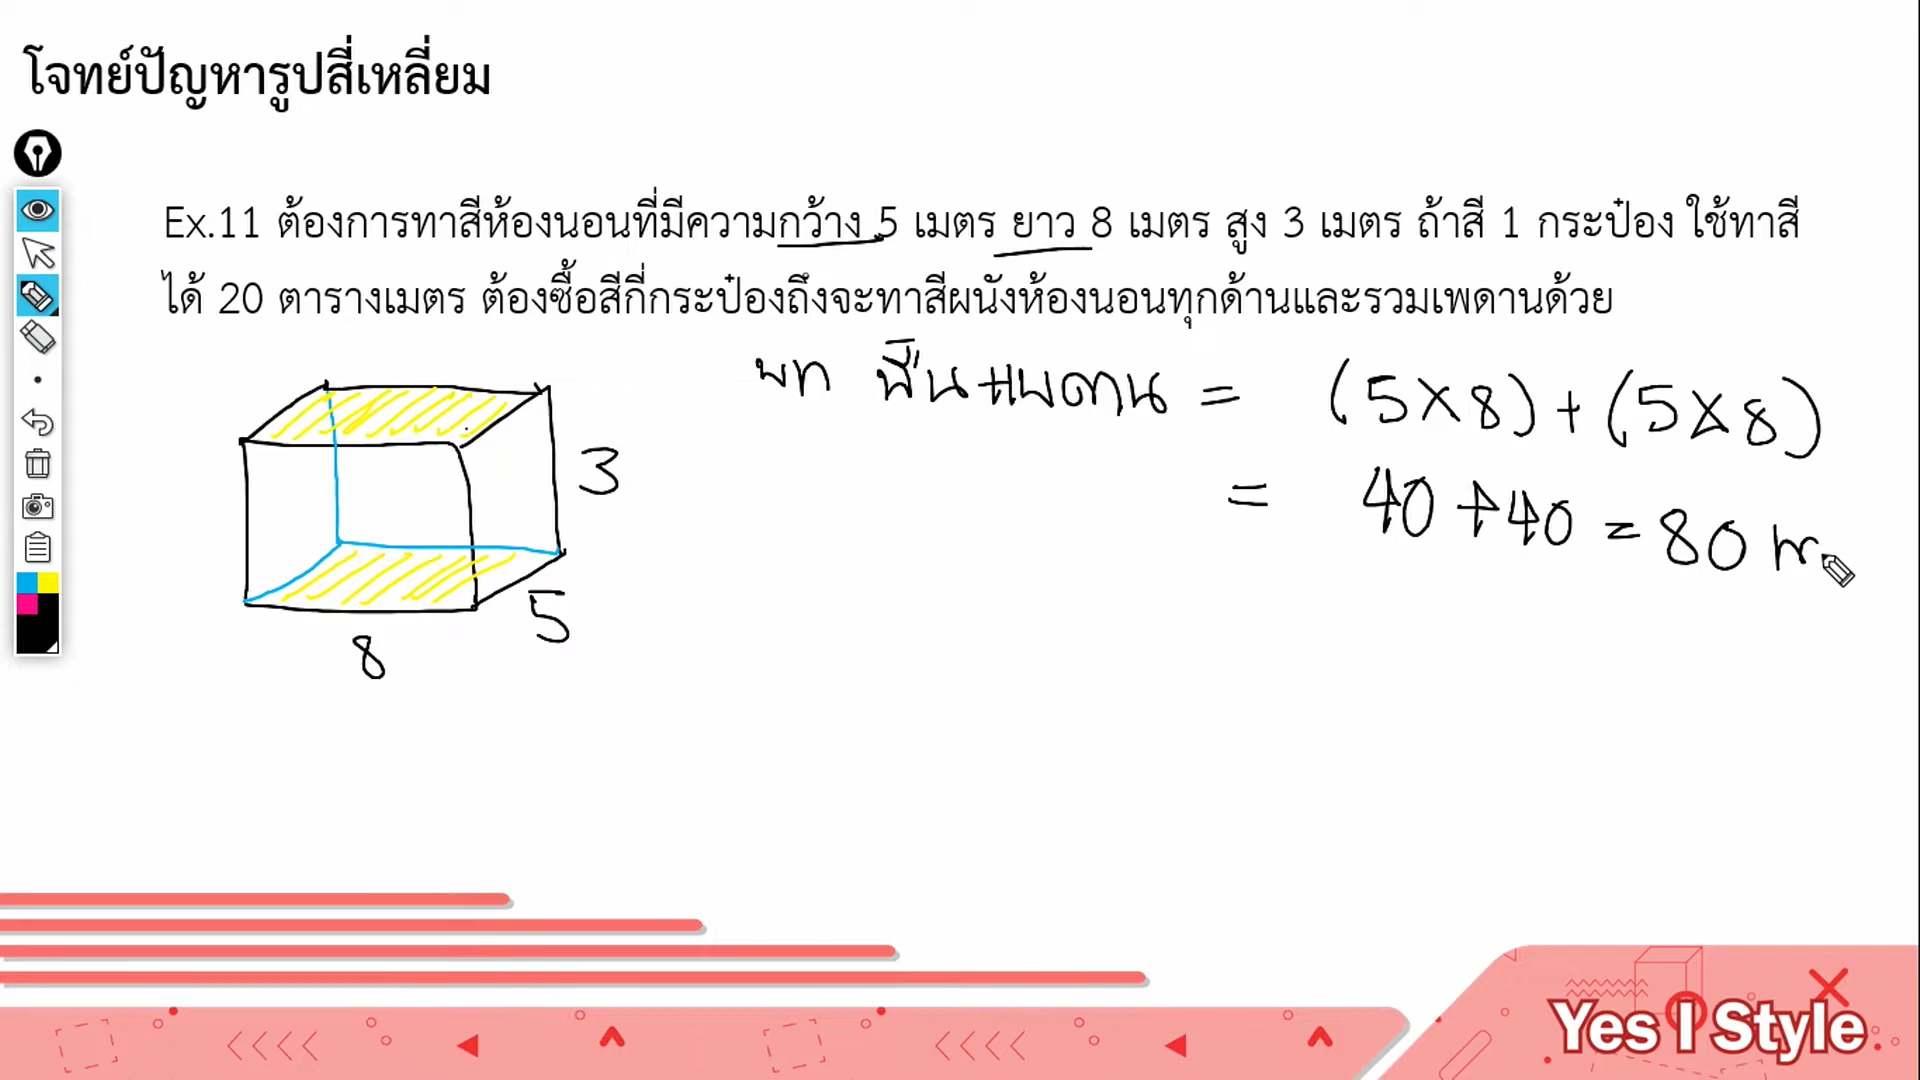 โจทย์ปัญหารูปสี่เหลี่ยม
Ex.11 ต้องการทาสีห้องนอนที่มีความกว้าง 5 เมตร ยาว 8 เมตร สูง 3 เมตร ถ้าสี 1 กระป๋อง ใช้ทาสี
ได้ 20 ตารางเมตร ต้องซื้อสีกี่กระป๋องถึงจะทาสีผนังห้องนอนทุกด้านและรวมเพดานด้วย
พท พื้น+เพดาน = (5×8)+(5×8)
= 40+40 = 80 m
3
5
8
Yes I Style